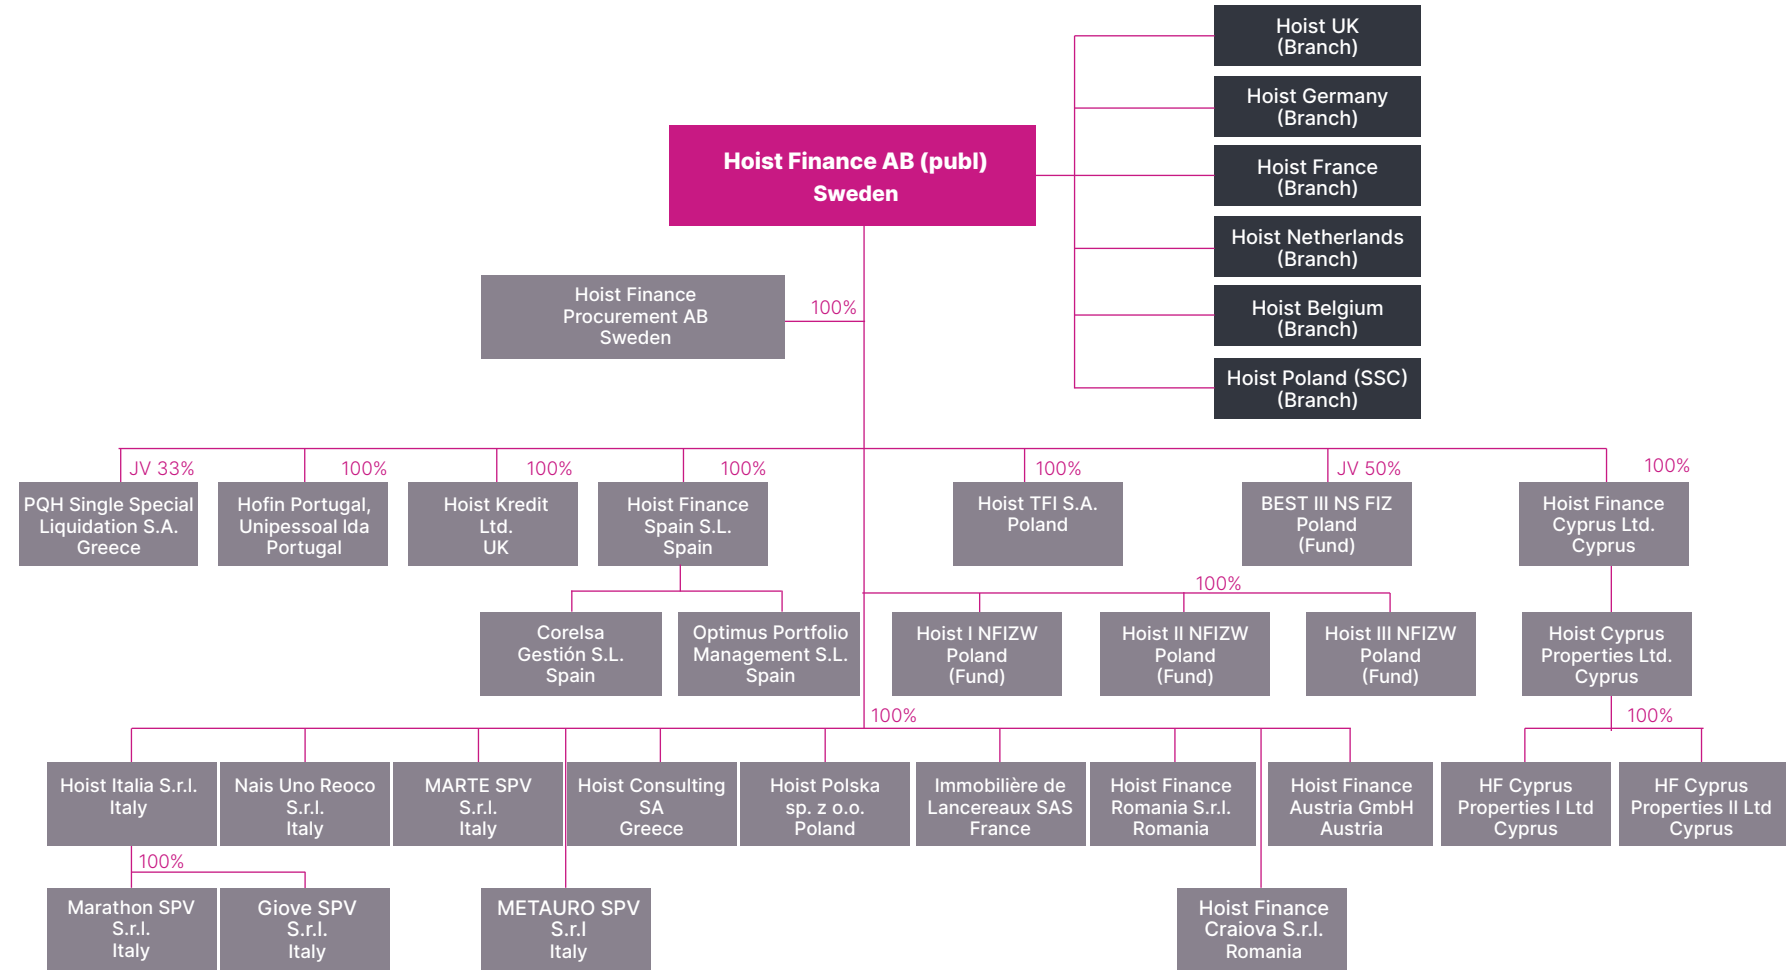 Hoist UK
(Branch)
Hoist Germany
(Branch)
Hoist Finance AB (publ)
Sweden
Hoist France
(Branch)
Hoist Netherlands
(Branch)
Hoist Finance
Procurement AB
Sweden
100%
Hoist Belgium
(Branch)
Hoist Poland (SSC)
(Branch)
JV 33%
100%
100%
100%
100%
JV 50%
100%
PQH Single Special
Liquidation S.A.
Greece
Hofin Portugal,
Unipessoal lda
Portugal
Hoist Kredit
Ltd.
UK
Hoist Finance
Spain S.L.
Spain
Hoist TFI S.A.
Poland
BEST III NS FIZ
Poland
(Fund)
Hoist Finance
Cyprus Ltd.
Cyprus
100%
Corelsa
Gestión S.L.
Spain
Optimus Portfolio
Management S.L.
Spain
Hoist I NFIZW
Poland
(Fund)
Hoist II NFIZW
Poland
(Fund)
Hoist III NFIZW
Poland
(Fund)
Hoist Cyprus
Properties Ltd.
Cyprus
100%
100%
Hoist Italia S.r.l.
Italy
Nais Uno Reoco
S.r.l.
Italy
MARTE SPV
S.r.l.
Italy
Hoist Consulting
SA
Greece
Hoist Polska
sp. z o.o.
Poland
Immobilière de
Lancereaux SAS
France
Hoist Finance
Romania S.r.l.
Romania
Hoist Finance
Austria GmbH
Austria
HF Cyprus
Properties I Ltd
Cyprus
HF Cyprus
Properties II Ltd
Cyprus
100%
Marathon SPV
S.r.l.
Italy
Giove SPV
S.r.l.
Italy
METAURO SPV
S.r.l
Italy
Hoist Finance
Craiova S.r.l.
Romania